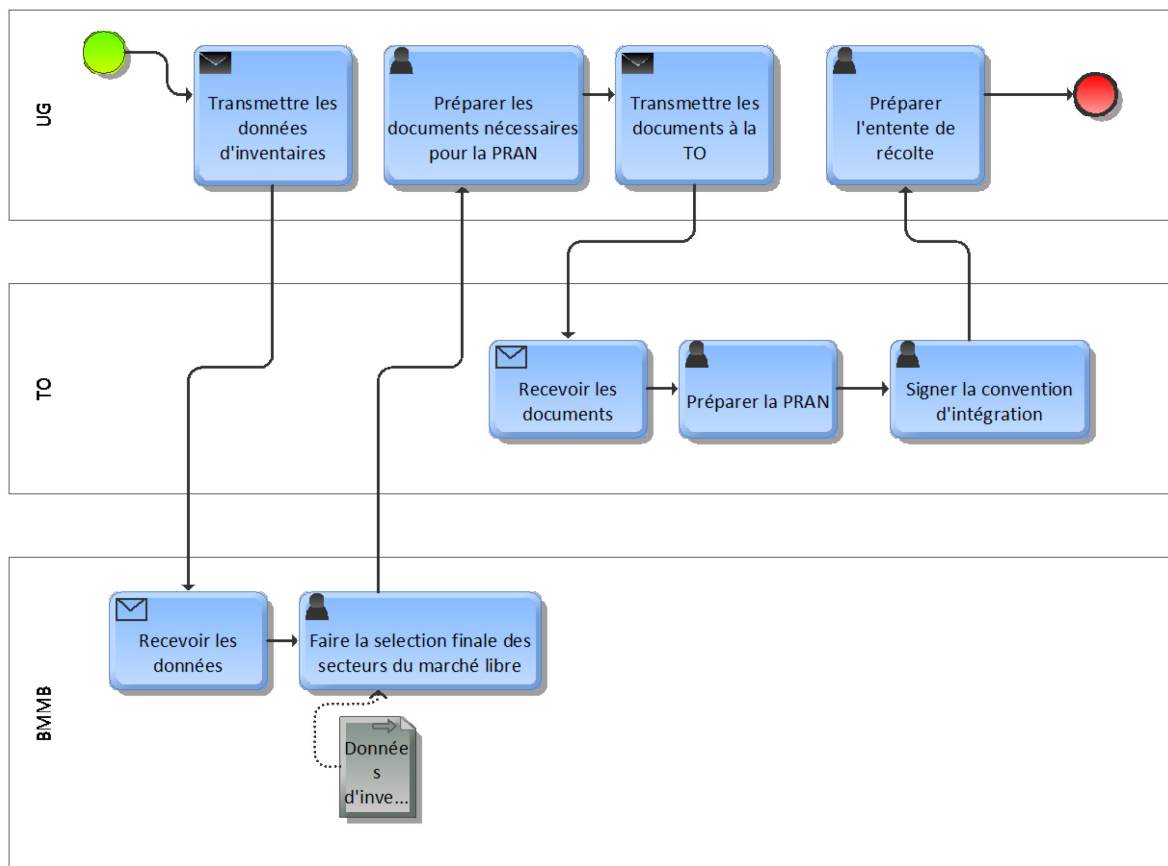 UG
Transmettre les
données
d'inventaires
Préparer les
documents nécessaires
pour la PRAN
Transmettre les
documents à la
TO
Préparer
l'entente de
récolte
TO
Recevoir les
documents
Préparer la PRAN
Signer la convention
d'intégration
BMMB
Recevoir les
données
Faire la selection finale des
secteurs du marché libre
Donnée
s
d'inve...